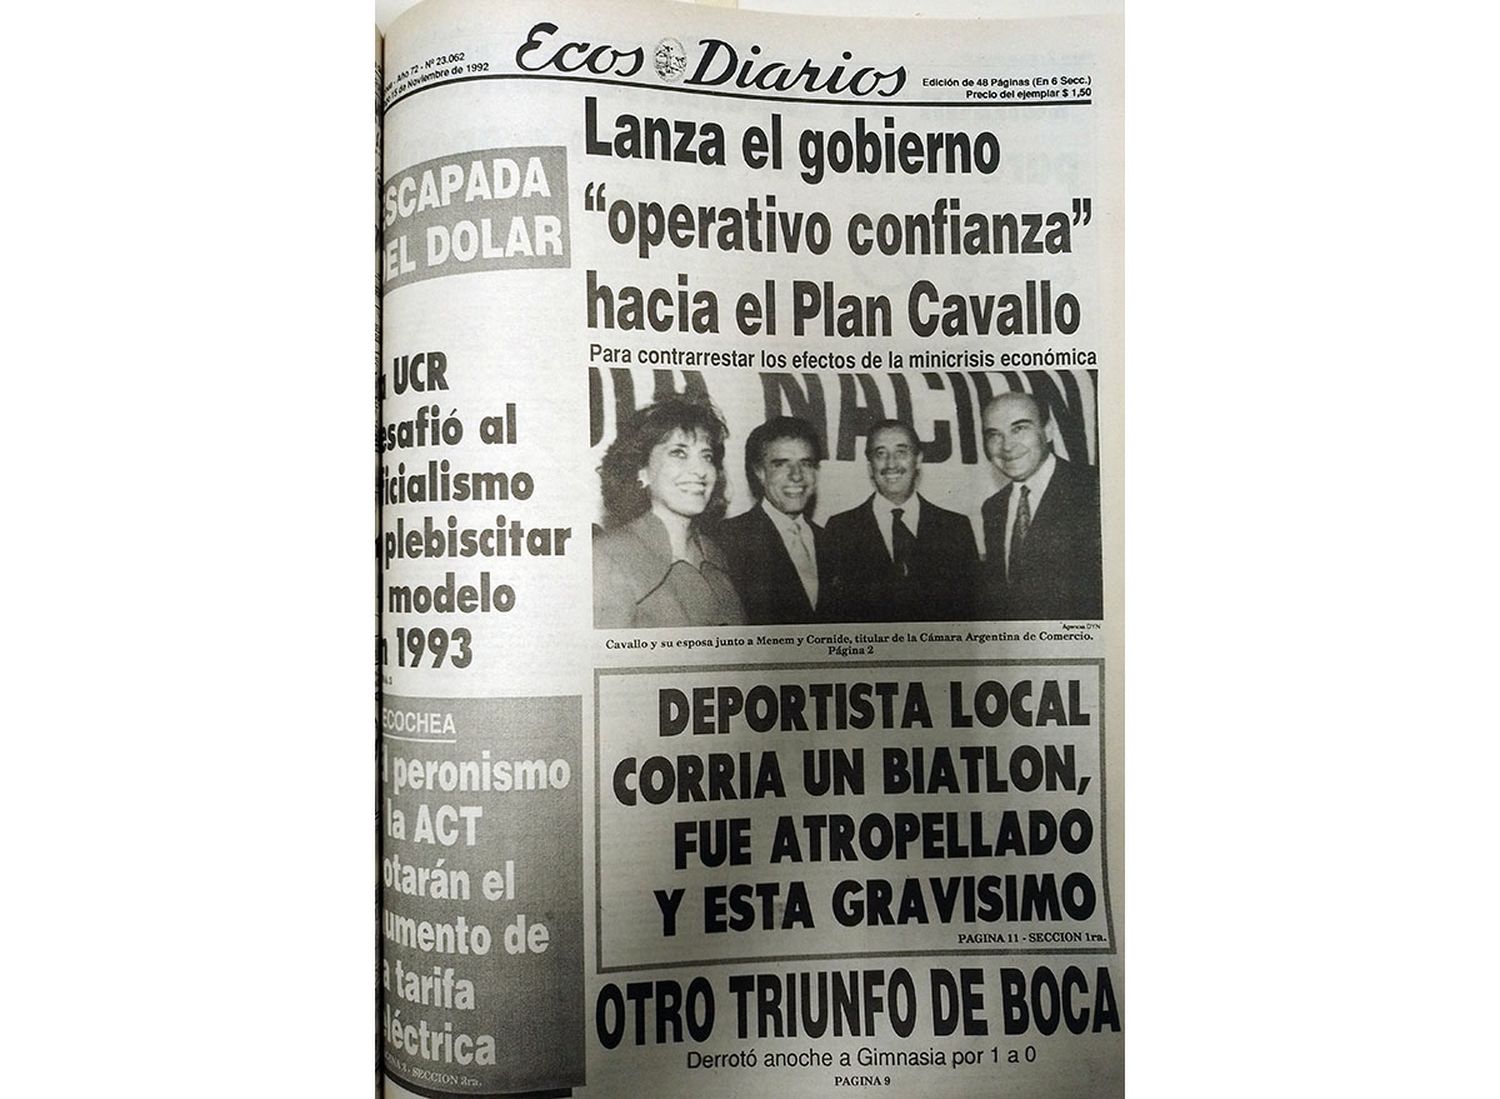 Ecos Diarios
Año 72 - Nº 23.062
15 de Noviembre de 1992
Edición de 48 Páginas (En 6 Secc.)
Precio del ejemplar $ 1,50
SCAPADA
EL DOLAR
UCR
esafió al
icialismo
plebiscitar
modelo
1993
ECOCHEA
peronismo
la ACT
otarán el
umento de
a tarifa
léctrica
SECCION
Lanza el gobierno
“operativo confianza”
hacia el Plan Cavallo
Para contrarrestar los efectos de la minicrisis económica
OLA NACION
Agencia DYN
Cavallo y su esposa junto a Menem y Cornide, titular de la Cámara Argentina de Comercio.
Página 2
DEPORTISTA LOCAL
CORRIA UN BIATLON,
FUE ATROPELLADO
Y ESTA GRAVISIMO
PAGINA 11 - SECCION 1ra.
OTRO TRIUNFO DE BOCA
Derrotó anoche a Gimnasia por 1 a 0
PAGINA 9